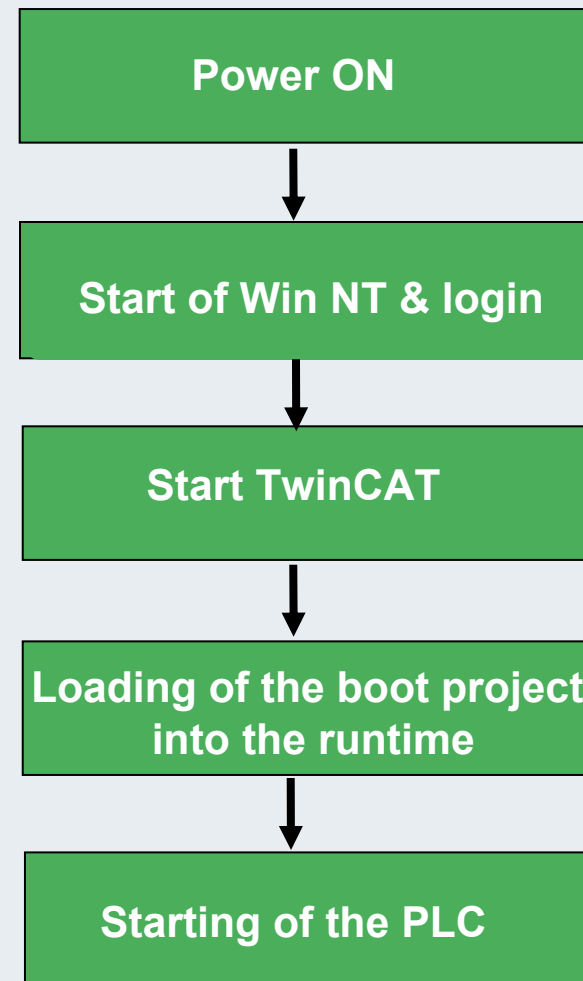 Power ON
Start of Win NT & login
Start TwinCAT
Loading of the boot project
into the runtime
Starting of the PLC